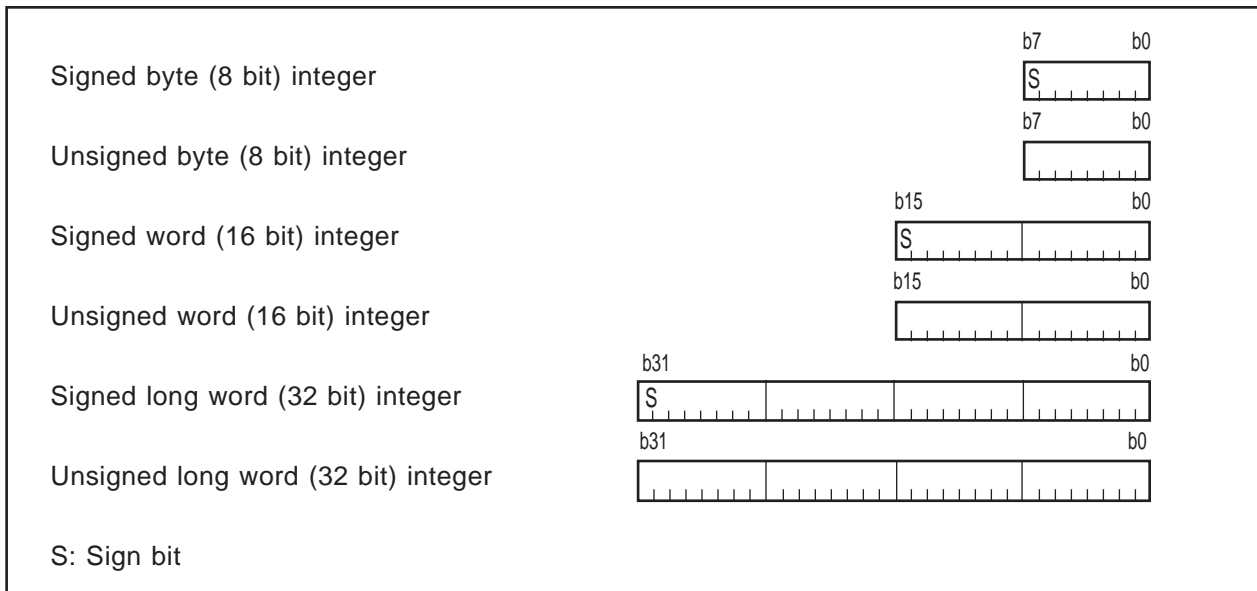 b7 b0
Signed byte (8 bit) integer
S
b7 b0
Unsigned byte (8 bit) integer
b15 b0
Signed word (16 bit) integer
S
b15 b0
Unsigned word (16 bit) integer
b31 b0
Signed long word (32 bit) integer
S
b31 b0
Unsigned long word (32 bit) integer
S: Sign bit